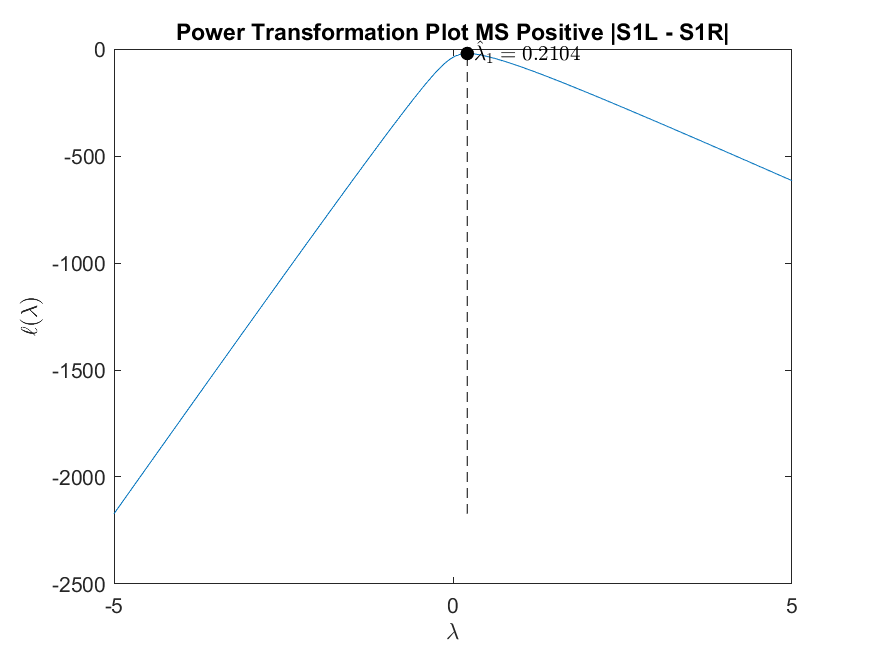 Power Transformation Plot MS Positive |S1L - S1R|
0
λ̂₁ = 0.2104
-500
-1000
ℓ(λ)
-1500
-2000
-2500
-5 0 5
λ